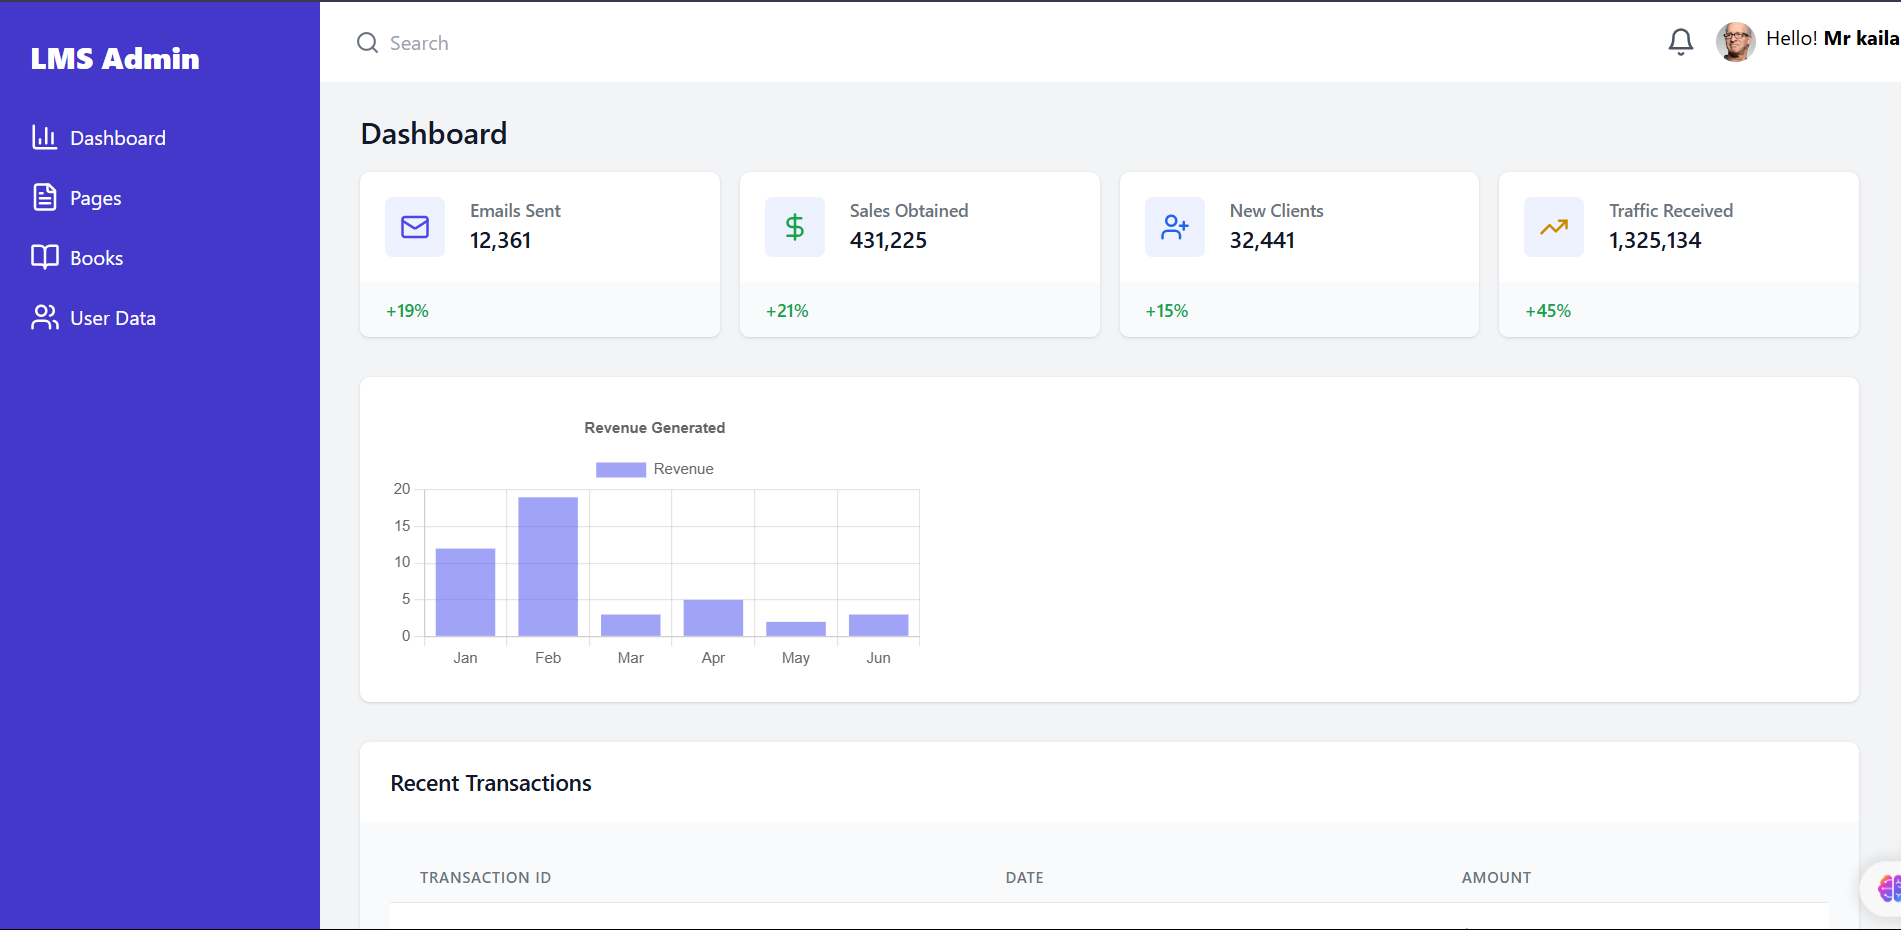 LMS Admin
Dashboard
Pages
Books
User Data
Search
Hello! Mr kaila
Dashboard
Emails Sent
12,361
+19%
Sales Obtained
431,225
+21%
New Clients
32,441
+15%
Traffic Received
1,325,134
+45%
Revenue Generated
Revenue
20
15
10
5
0
Jan Feb Mar Apr May Jun
Recent Transactions
TRANSACTION ID DATE AMOUNT